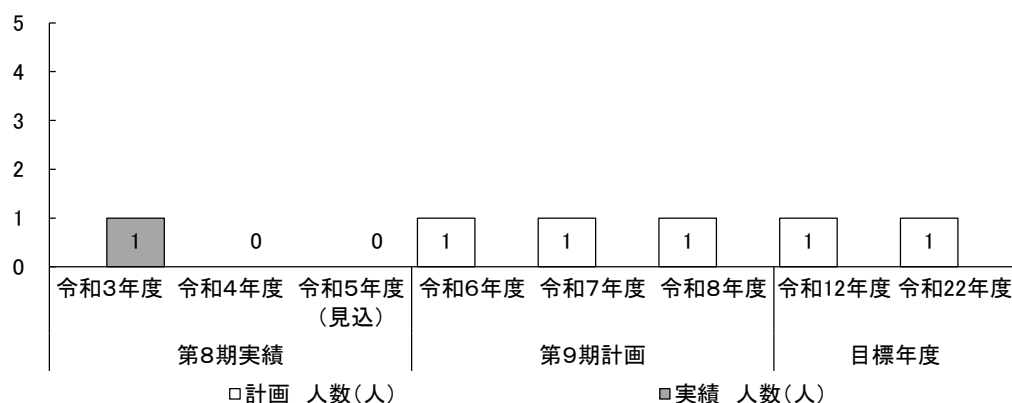 5
4
3
2
1
0
1 0 0 1 1 1 1 1
令和3年度 令和4年度 令和5年度（見込） 令和6年度 令和7年度 令和8年度 令和12年度 令和22年度
第8期実績 第9期計画 目標年度
□計画 人数（人） ■実績 人数（人）